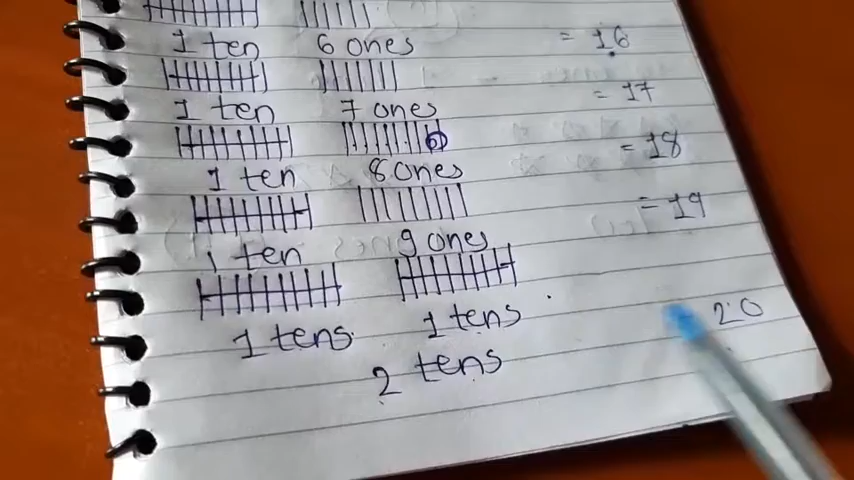 1 ten 6 ones = 16
1 ten 7 ones = 17
1 ten 8 ones = 18
1 ten 9 ones = 19
1 tens 1 tens 20
2 tens